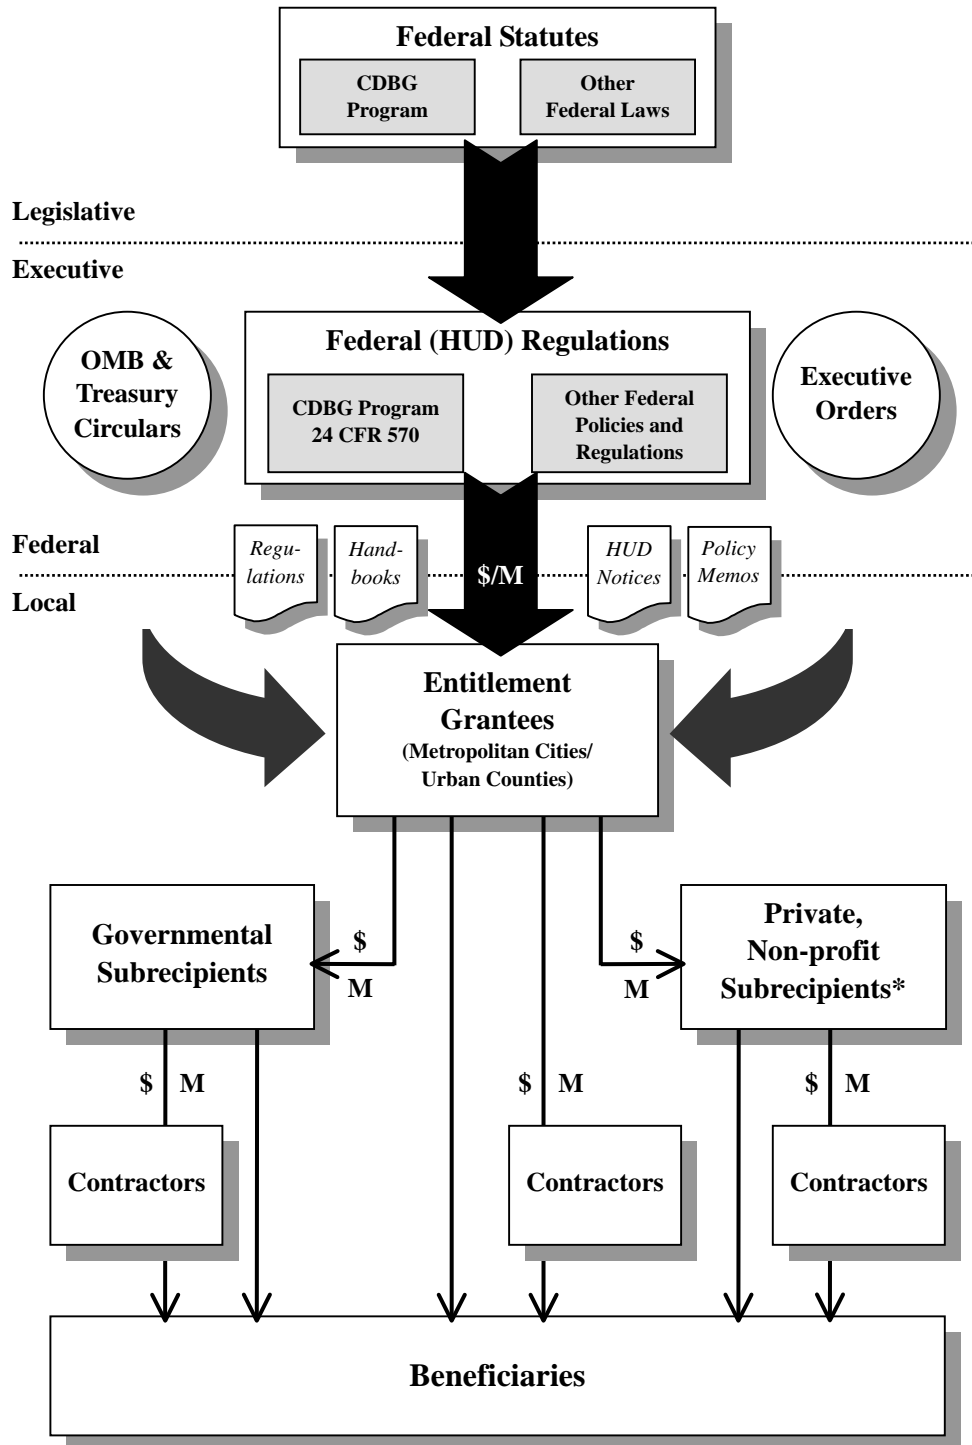 Federal Statutes
CDBG
Program
Other
Federal Laws
Legislative
Executive
OMB &
Treasury
Circulars
Federal (HUD) Regulations
CDBG Program
24 CFR 570
Other Federal
Policies and
Regulations
Executive
Orders
Federal
Local
Regu-
lations
Hand-
books
$/M
HUD
Notices
Policy
Memos
Entitlement
Grantees
(Metropolitan Cities/
Urban Counties)
Governmental
Subrecipients
$
M
$
M
Private,
Non-profit
Subrecipients*
$ M
$ M
$ M
Contractors
Contractors
Contractors
Beneficiaries